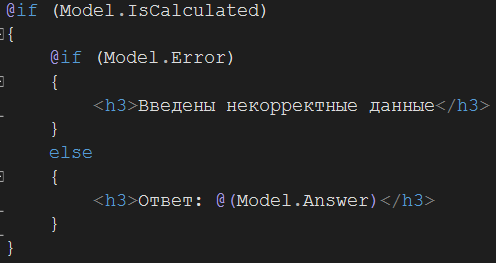 @if (Model.IsCalculated)
{
@if (Model.Error)
{
<h3>Введены некорректные данные</h3>
}
else
{
<h3>Ответ: @(Model.Answer)</h3>
}
}